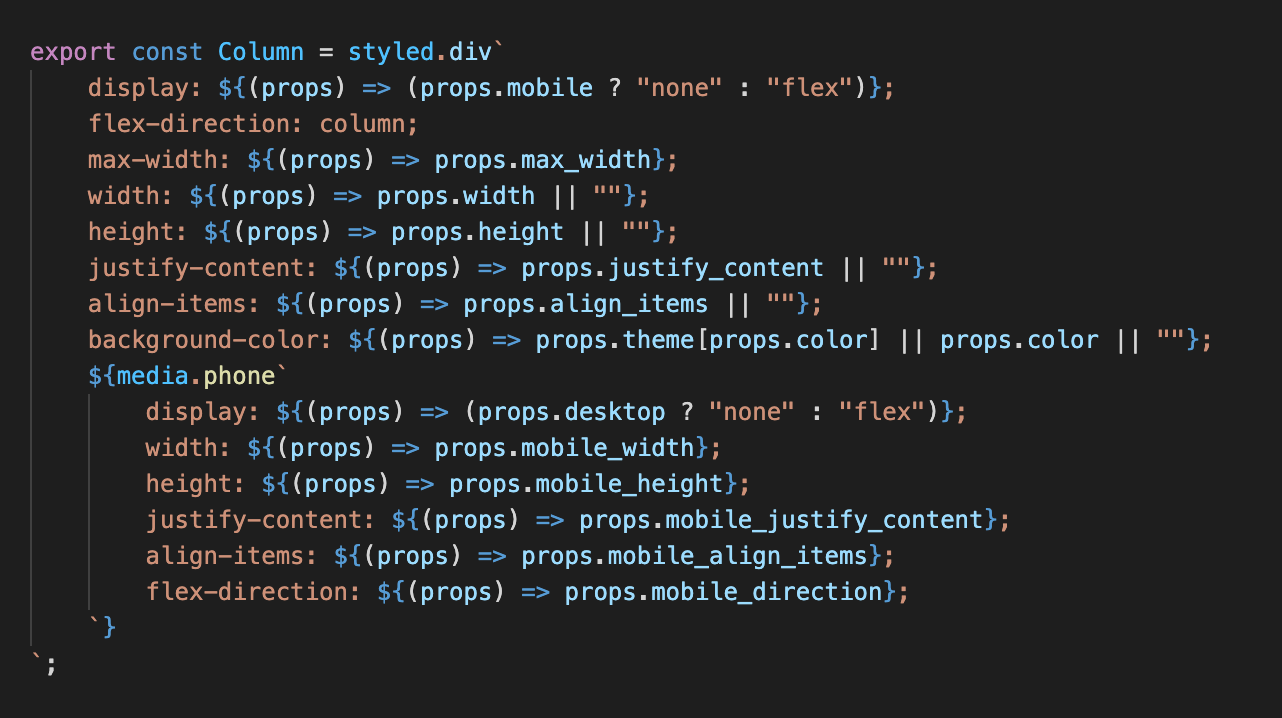 export const Column = styled.div`
    display: ${(props) => (props.mobile ? "none" : "flex")};
    flex-direction: column;
    max-width: ${(props) => props.max_width};
    width: ${(props) => props.width || ""};
    height: ${(props) => props.height || ""};
    justify-content: ${(props) => props.justify_content || ""};
    align-items: ${(props) => props.align_items || ""};
    background-color: ${(props) => props.theme[props.color] || props.color || ""};
    ${media.phone`
        display: ${(props) => (props.desktop ? "none" : "flex")};
        width: ${(props) => props.mobile_width};
        height: ${(props) => props.mobile_height};
        justify-content: ${(props) => props.mobile_justify_content};
        align-items: ${(props) => props.mobile_align_items};
        flex-direction: ${(props) => props.mobile_direction};
    `}
`;